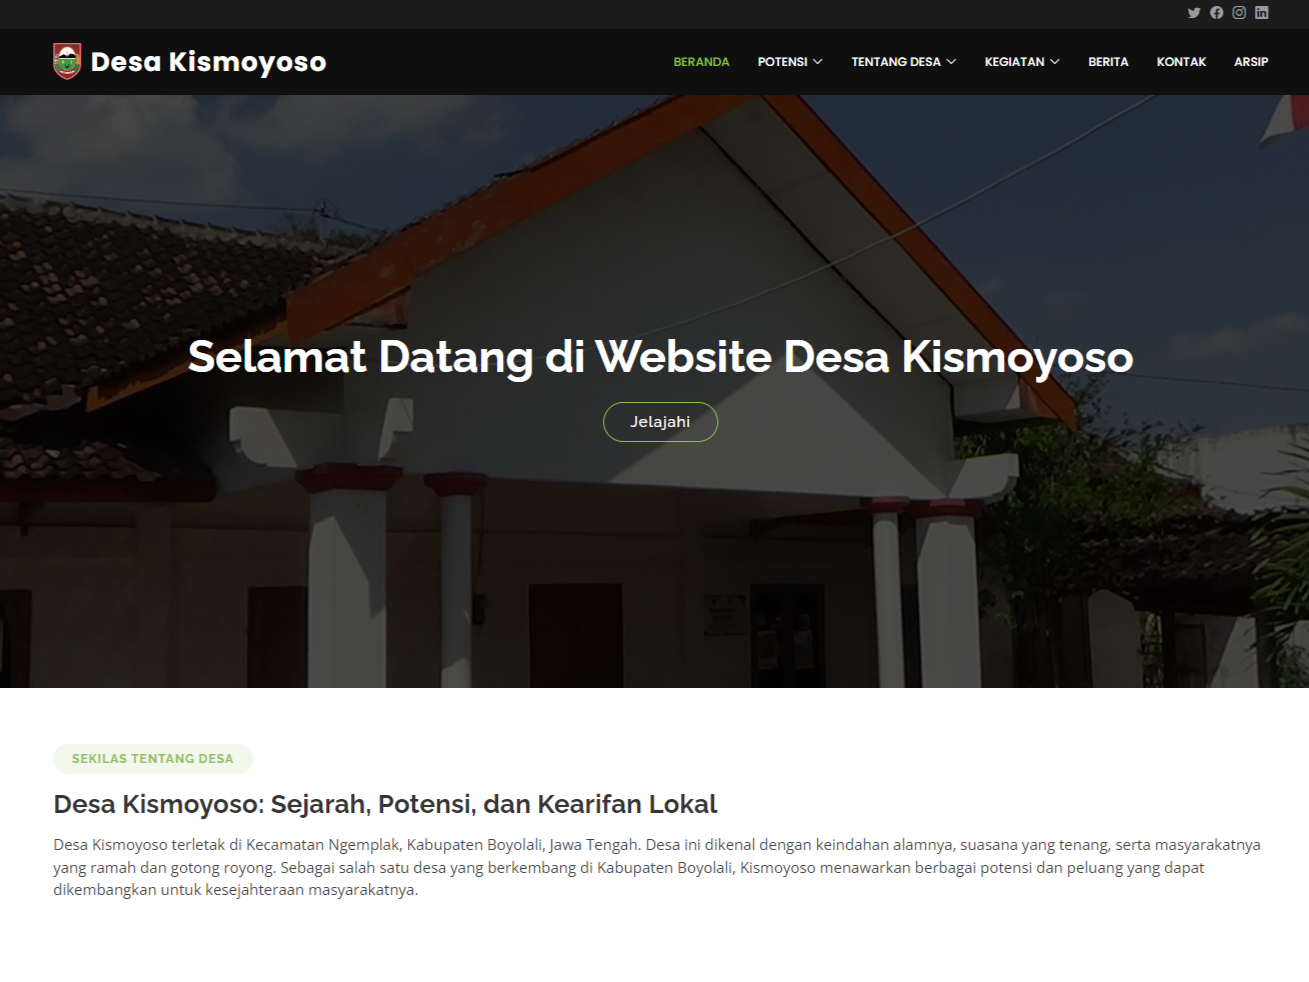 Desa Kismoyoso
BERANDA POTENSI TENTANG DESA KEGIATAN BERITA KONTAK ARSIP
Selamat Datang di Website Desa Kismoyoso
Jelajahi
SEKILAS TENTANG DESA
Desa Kismoyoso: Sejarah, Potensi, dan Kearifan Lokal
Desa Kismoyoso terletak di Kecamatan Ngemplak, Kabupaten Boyolali, Jawa Tengah. Desa ini dikenal dengan keindahan alamnya, suasana yang tenang, serta masyarakatnya
yang ramah dan gotong royong. Sebagai salah satu desa yang berkembang di Kabupaten Boyolali, Kismoyoso menawarkan berbagai potensi dan peluang yang dapat
dikembangkan untuk kesejahteraan masyarakatnya.